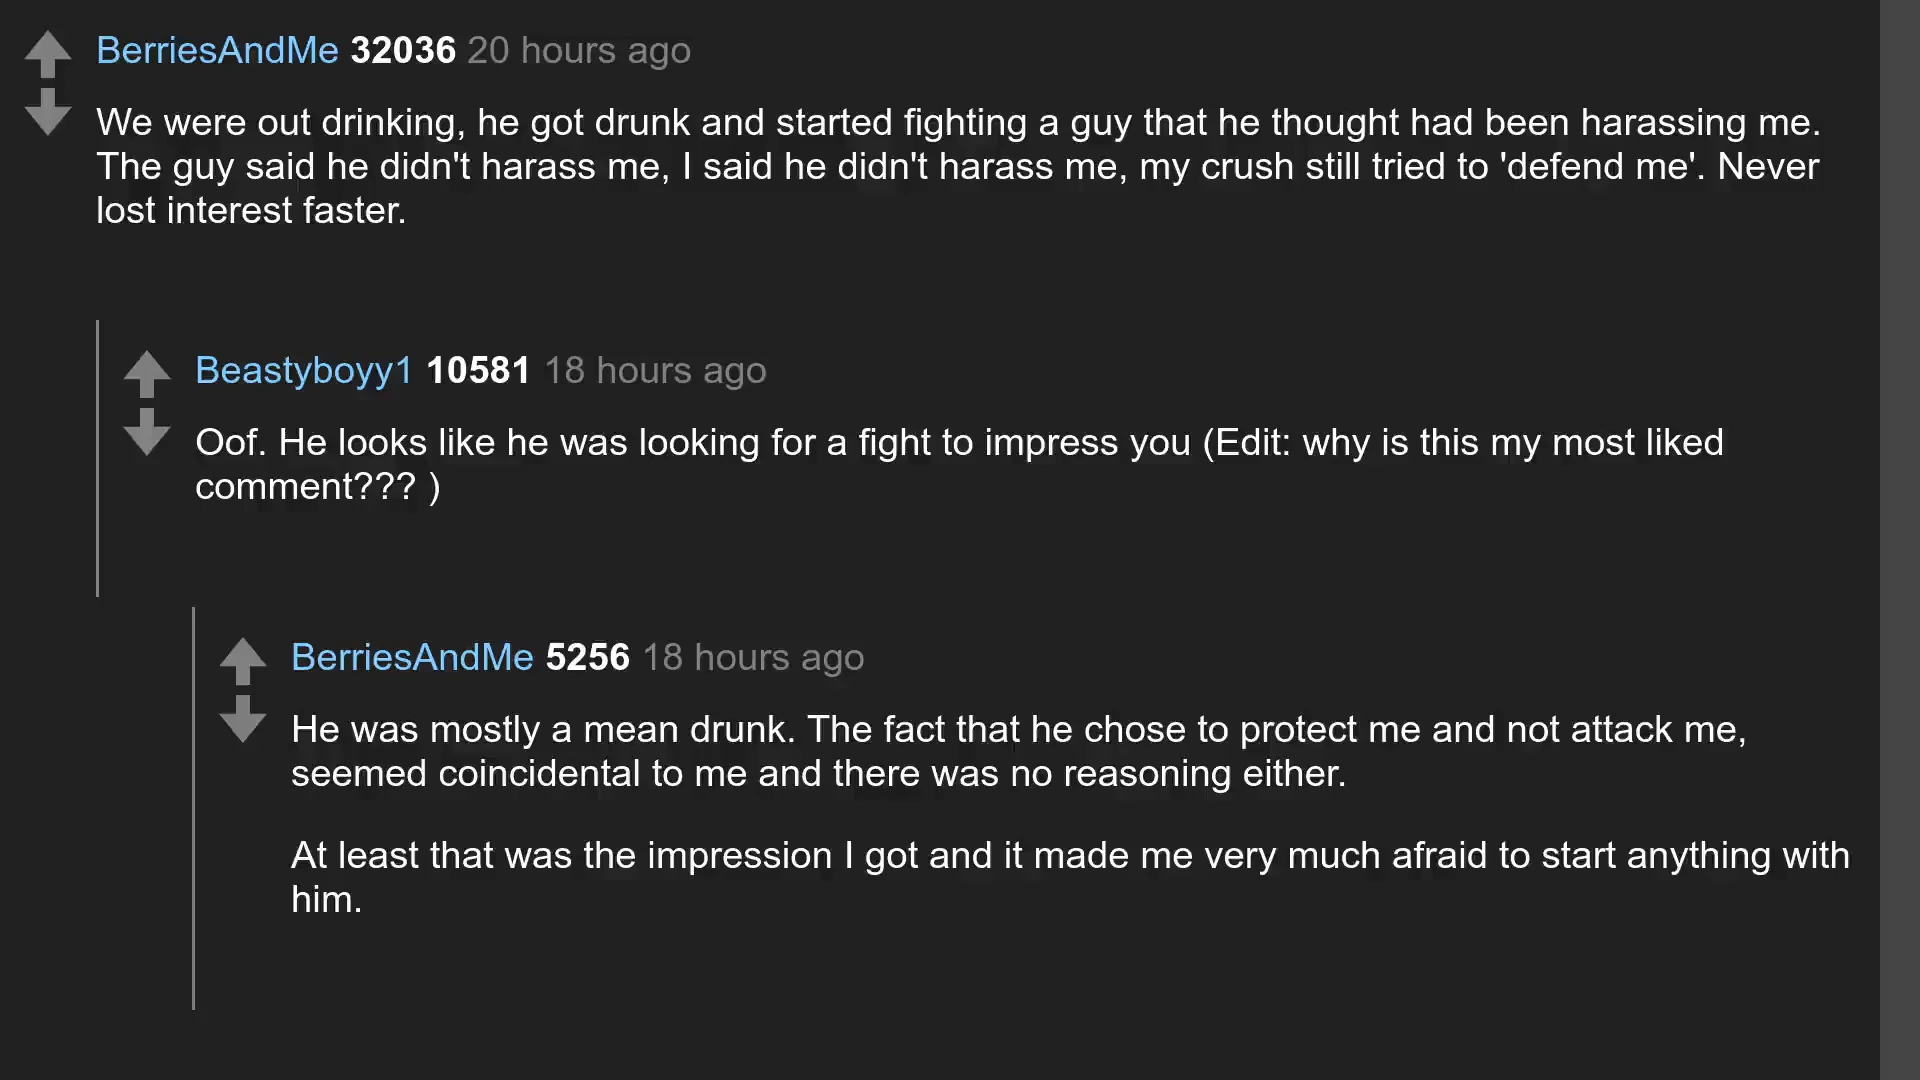 BerriesAndMe 32036 20 hours ago
We were out drinking, he got drunk and started fighting a guy that he thought had been harassing me.
The guy said he didn't harass me, I said he didn't harass me, my crush still tried to 'defend me'. Never
lost interest faster.
Beastyboyy1 10581 18 hours ago
Oof. He looks like he was looking for a fight to impress you (Edit: why is this my most liked
comment??? )
BerriesAndMe 5256 18 hours ago
He was mostly a mean drunk. The fact that he chose to protect me and not attack me,
seemed coincidental to me and there was no reasoning either.
At least that was the impression I got and it made me very much afraid to start anything with
him.